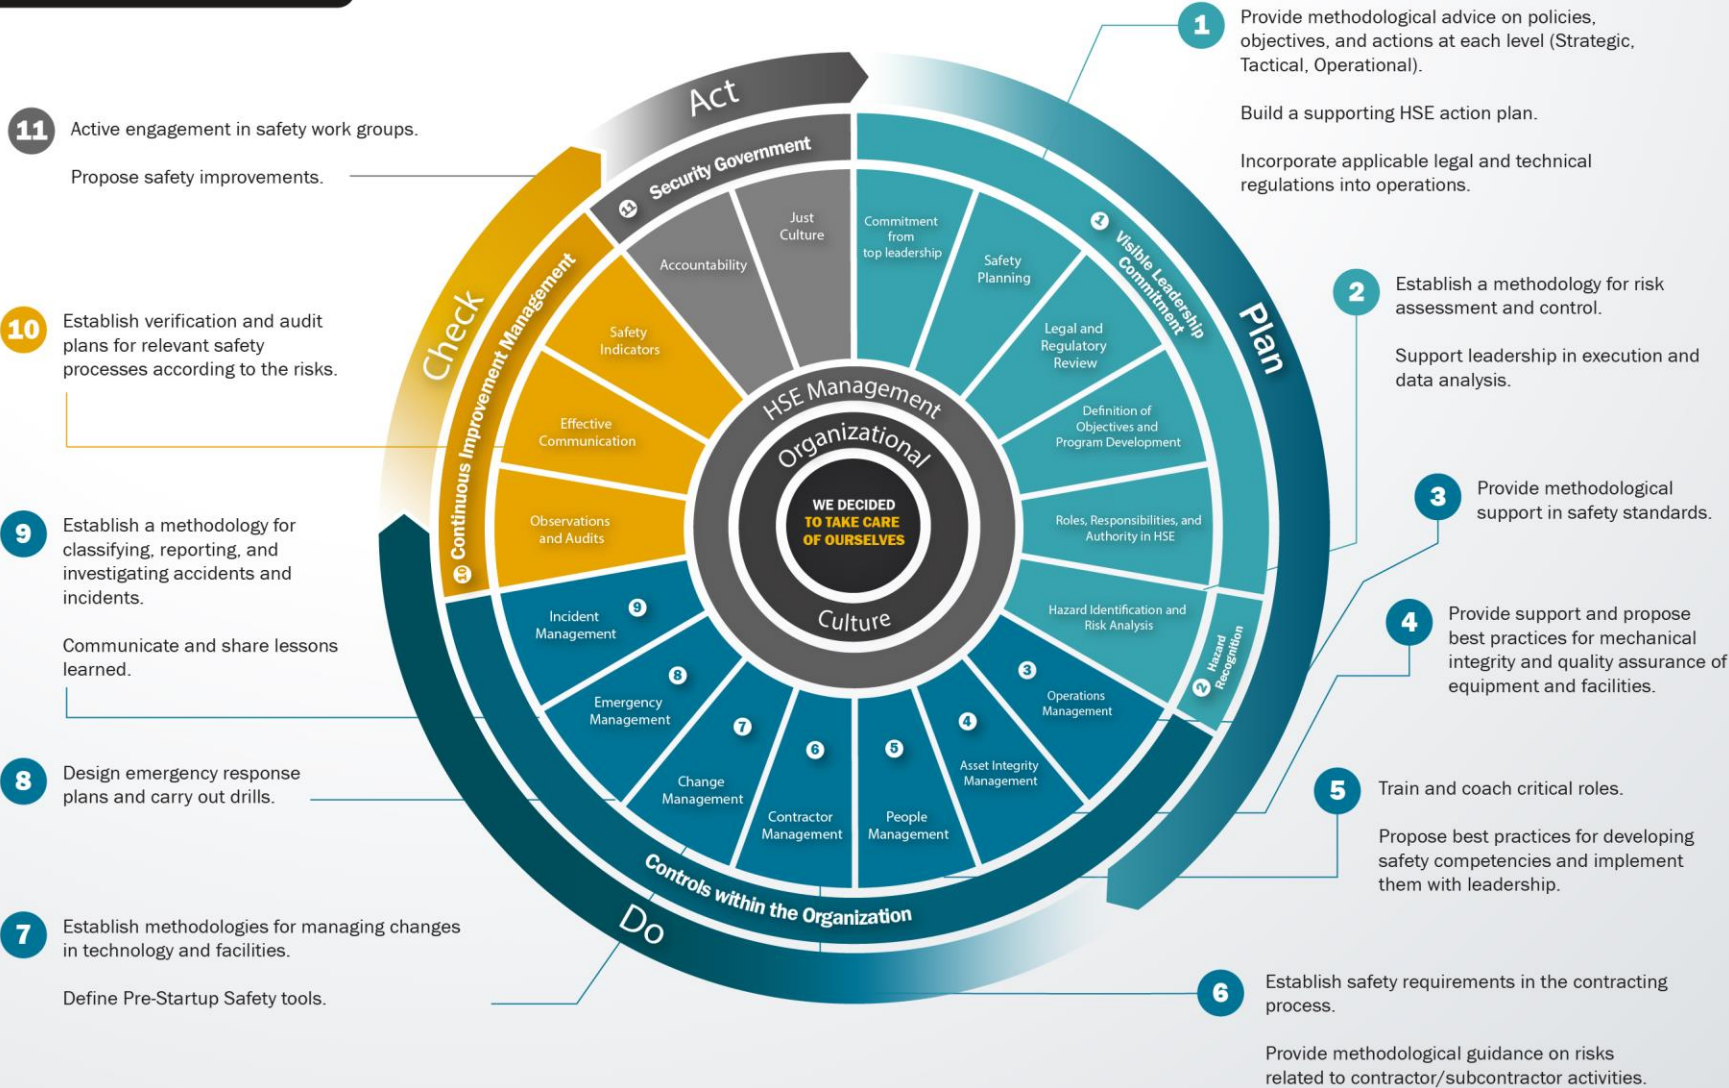 Act
Plan
Do
Check
11 Security Government
1 Visible Leadership
Commitment
2 Hazard
Recognition
Controls within the Organization
10 Continuous Improvement Management
Just
Culture
Accountability
Commitment
from
top leadership
Safety
Planning
Legal and
Regulatory
Review
Definition of
Objectives and
Program Development
Roles, Responsibilities, and
Authority in HSE
Hazard Identification and
Risk Analysis
3
Operations
Management
4
Asset Integrity
Management
5
People
Management
6
Contractor
Management
7
Change
Management
8
Emergency
Management
9
Incident
Management
Observations
and Audits
Effective
Communication
Safety
Indicators
HSE Management
Organizational
Culture
WE DECIDED
TO TAKE CARE
OF OURSELVES
1
Provide methodological advice on policies,
objectives, and actions at each level (Strategic,
Tactical, Operational).
Build a supporting HSE action plan.
Incorporate applicable legal and technical
regulations into operations.
2
Establish a methodology for risk
assessment and control.
Support leadership in execution and
data analysis.
3
Provide methodological
support in safety standards.
4
Provide support and propose
best practices for mechanical
integrity and quality assurance of
equipment and facilities.
5
Train and coach critical roles.
Propose best practices for developing
safety competencies and implement
them with leadership.
6
Establish safety requirements in the contracting
process.
Provide methodological guidance on risks
related to contractor/subcontractor activities.
7
Establish methodologies for managing changes
in technology and facilities.
Define Pre-Startup Safety tools.
8
Design emergency response
plans and carry out drills.
9
Establish a methodology for
classifying, reporting, and
investigating accidents and
incidents.
Communicate and share lessons
learned.
10
Establish verification and audit
plans for relevant safety
processes according to the risks.
11
Active engagement in safety work groups.
Propose safety improvements.